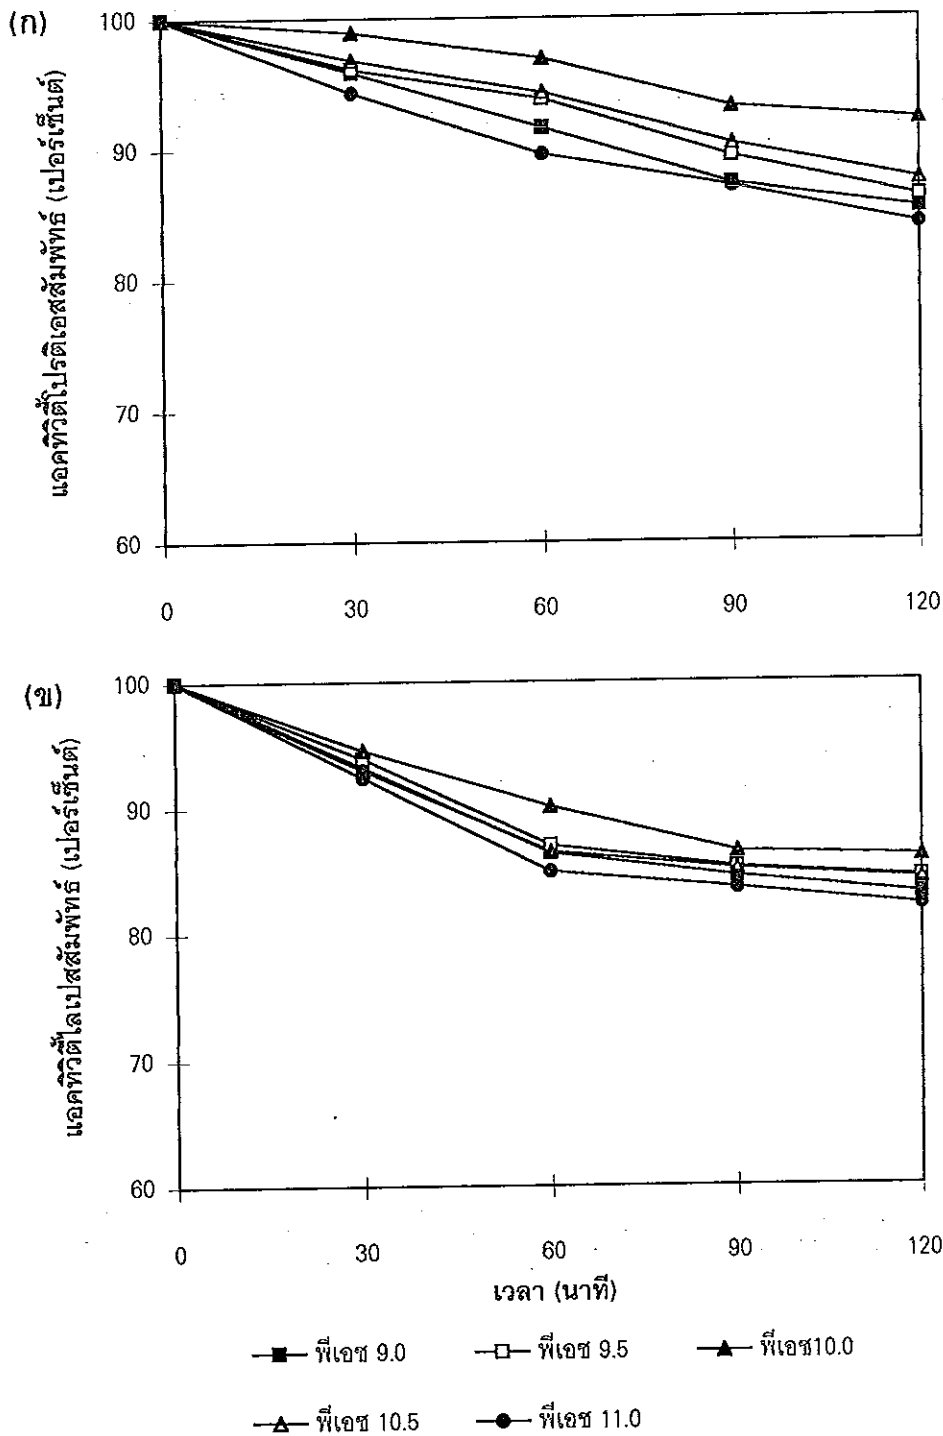 (ก)
แอคทิวิตี้โปรติเอสสัมพัทธ์ (เปอร์เซ็นต์)
100
90
80
70
60
0 30 60 90 120
(ข)
แอคทิวิตี้ไลเปสสัมพัทธ์ (เปอร์เซ็นต์)
100
90
80
70
60
0 30 60 90 120
เวลา (นาที)
พีเอช 9.0 พีเอช 9.5 พีเอช10.0
พีเอช 10.5 พีเอช 11.0